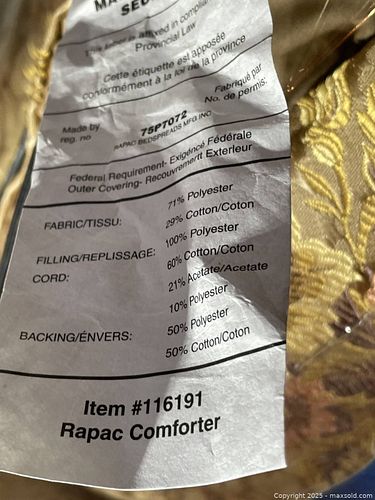 MA
SEC
This label is affixed in compliance
Provincial Law
Cette étiquette est apposée
conformément à la loi de la province
Made by
reg. no
75P7072
RAPAC BEDSPREADS MFG INC
Fabriqué par
No. de permis:
Federal Requirement- Exigence Fédérale
Outer Covering- Recouvrement Exterieur
FABRIC/TISSU: 71% Polyester
29% Cotton/Coton
FILLING/REPLISSAGE: 100% Polyester
CORD: 60% Cotton/Coton
21% Acetate/Acetate
10% Polyester
BACKING/ÉNVERS: 50% Polyester
50% Cotton/Coton
Item #116191
Rapac Comforter
Copyright 2025 - maxsold.com